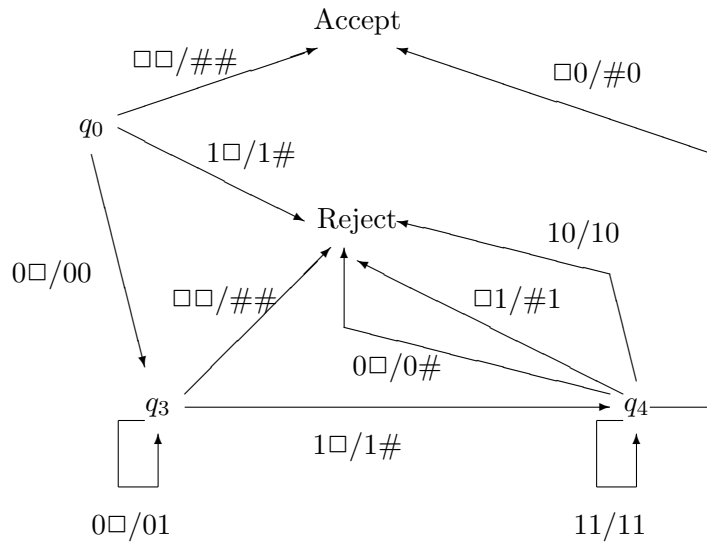 Accept
□□/##
□0/#0
q0
1□/1#
Reject
10/10
0□/00
□□/##
□1/#1
0□/0#
q3
q4
1□/1#
0□/01
11/11